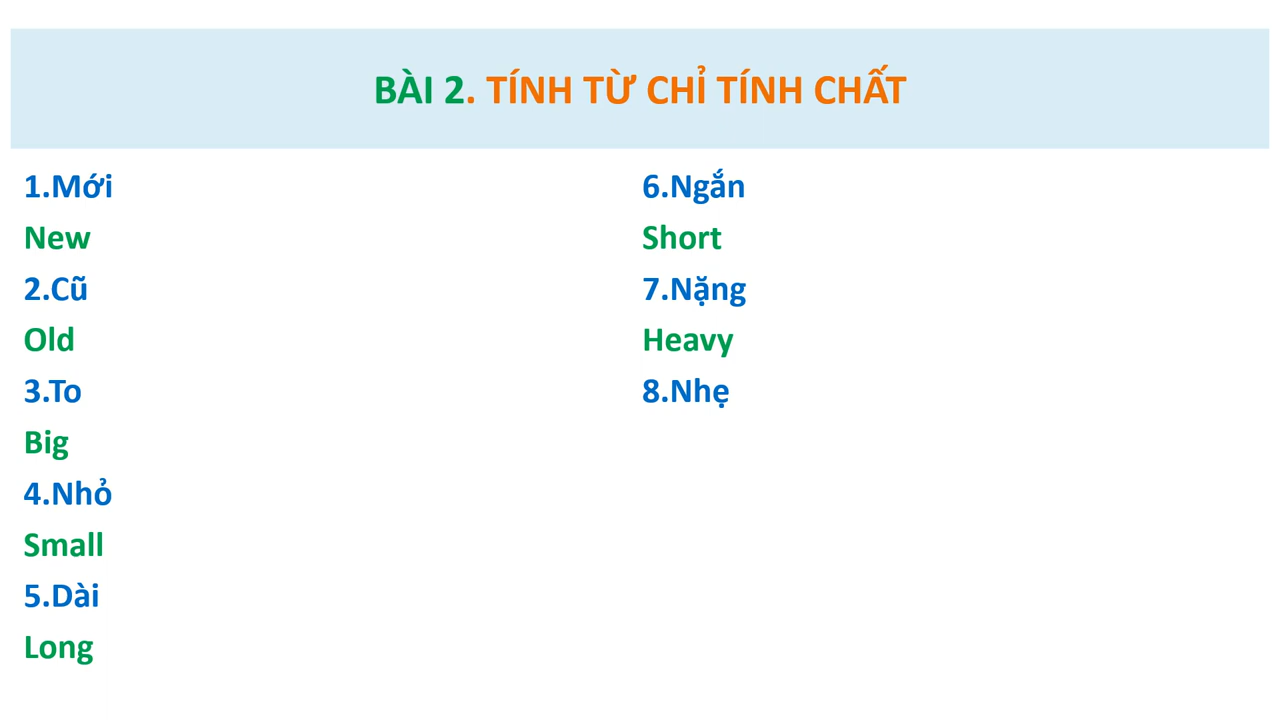 BÀI 2. TÍNH TỪ CHỈ TÍNH CHẤT
1.Mới
New
2.Cũ
Old
3.To
Big
4.Nhỏ
Small
5.Dài
Long
6.Ngắn
Short
7.Nặng
Heavy
8.Nhẹ